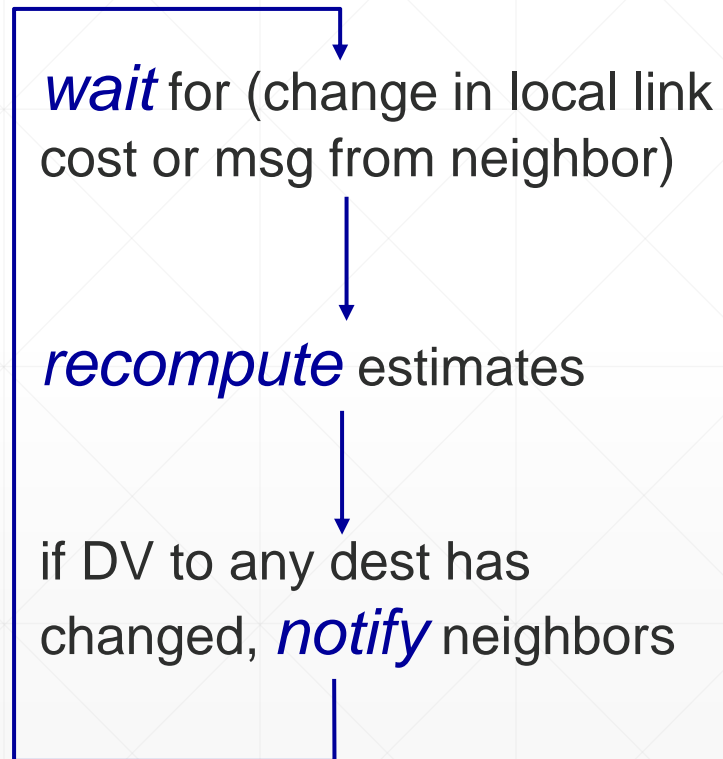 wait for (change in local link
cost or msg from neighbor)
recompute estimates
if DV to any dest has
changed, notify neighbors